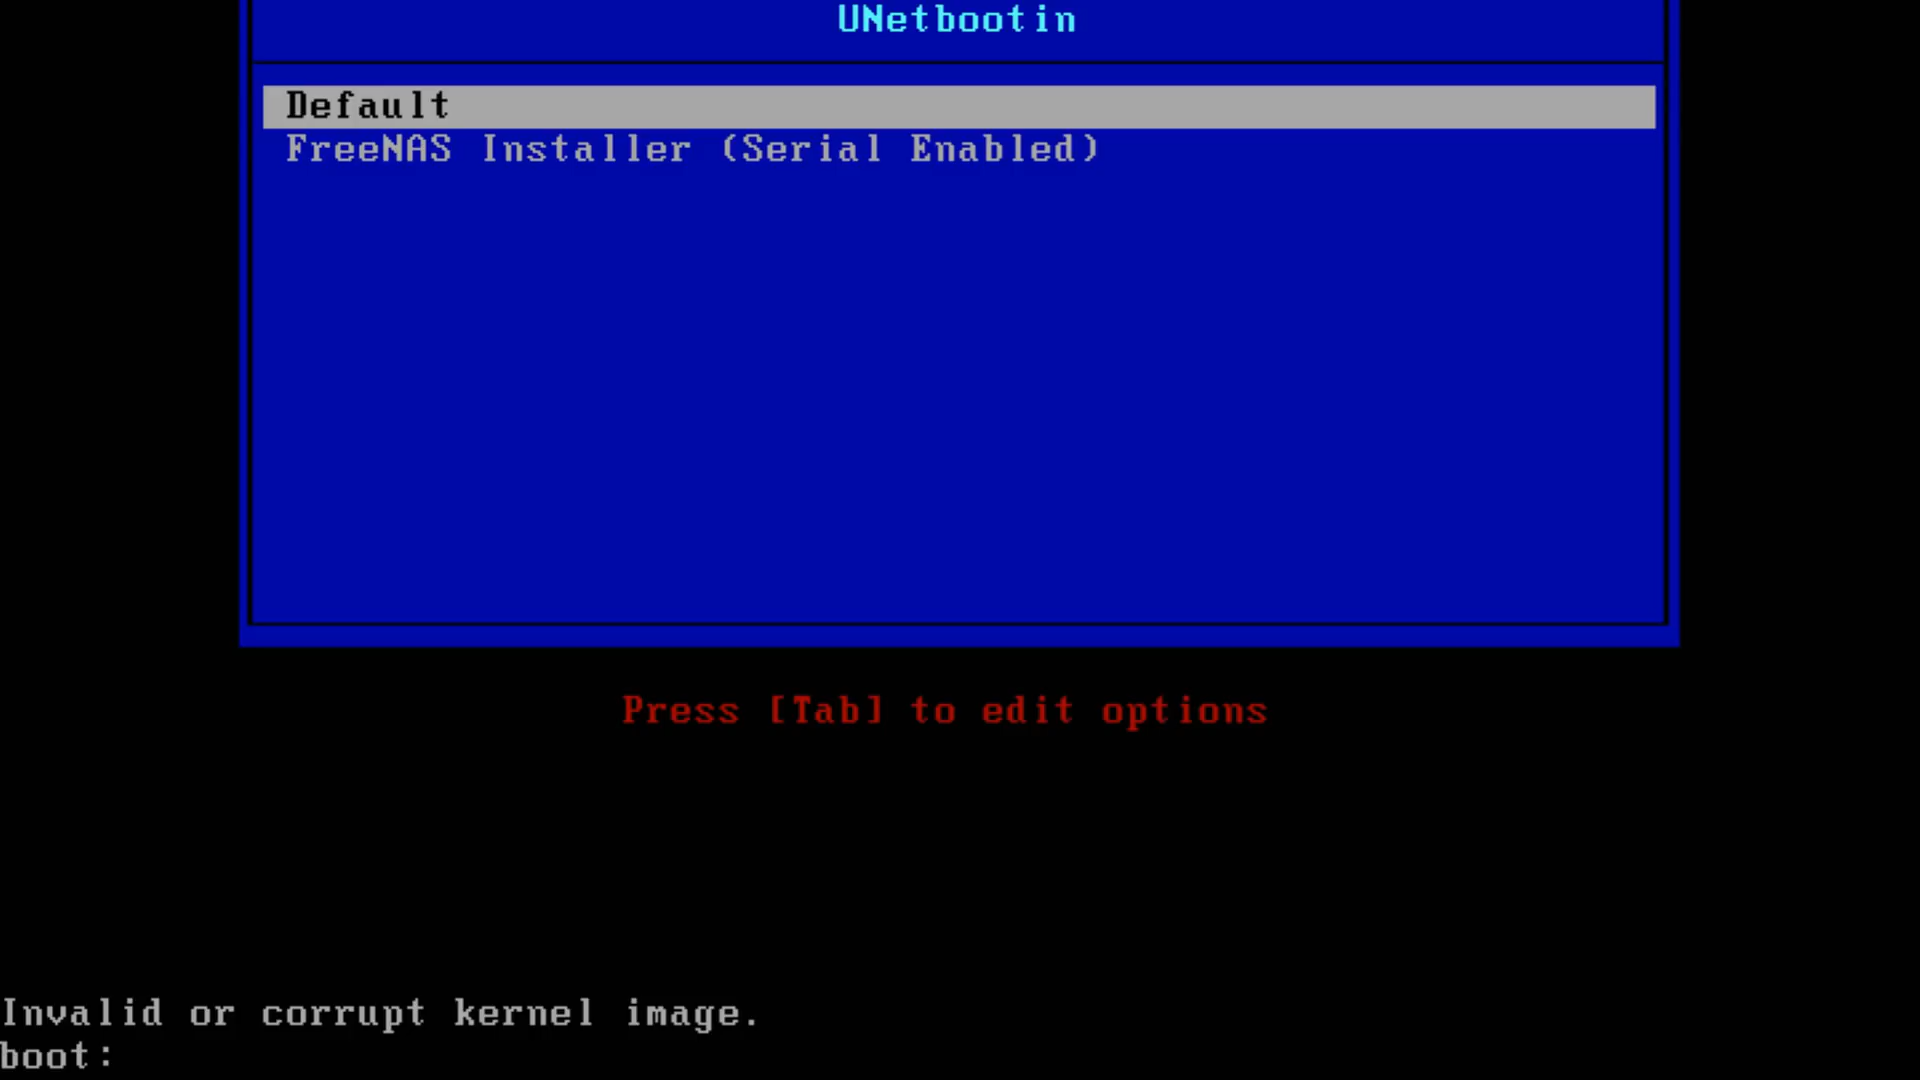 UNetbootin
Default
FreeNAS Installer (Serial Enabled)
Press [Tab] to edit options
Invalid or corrupt kernel image.
boot: